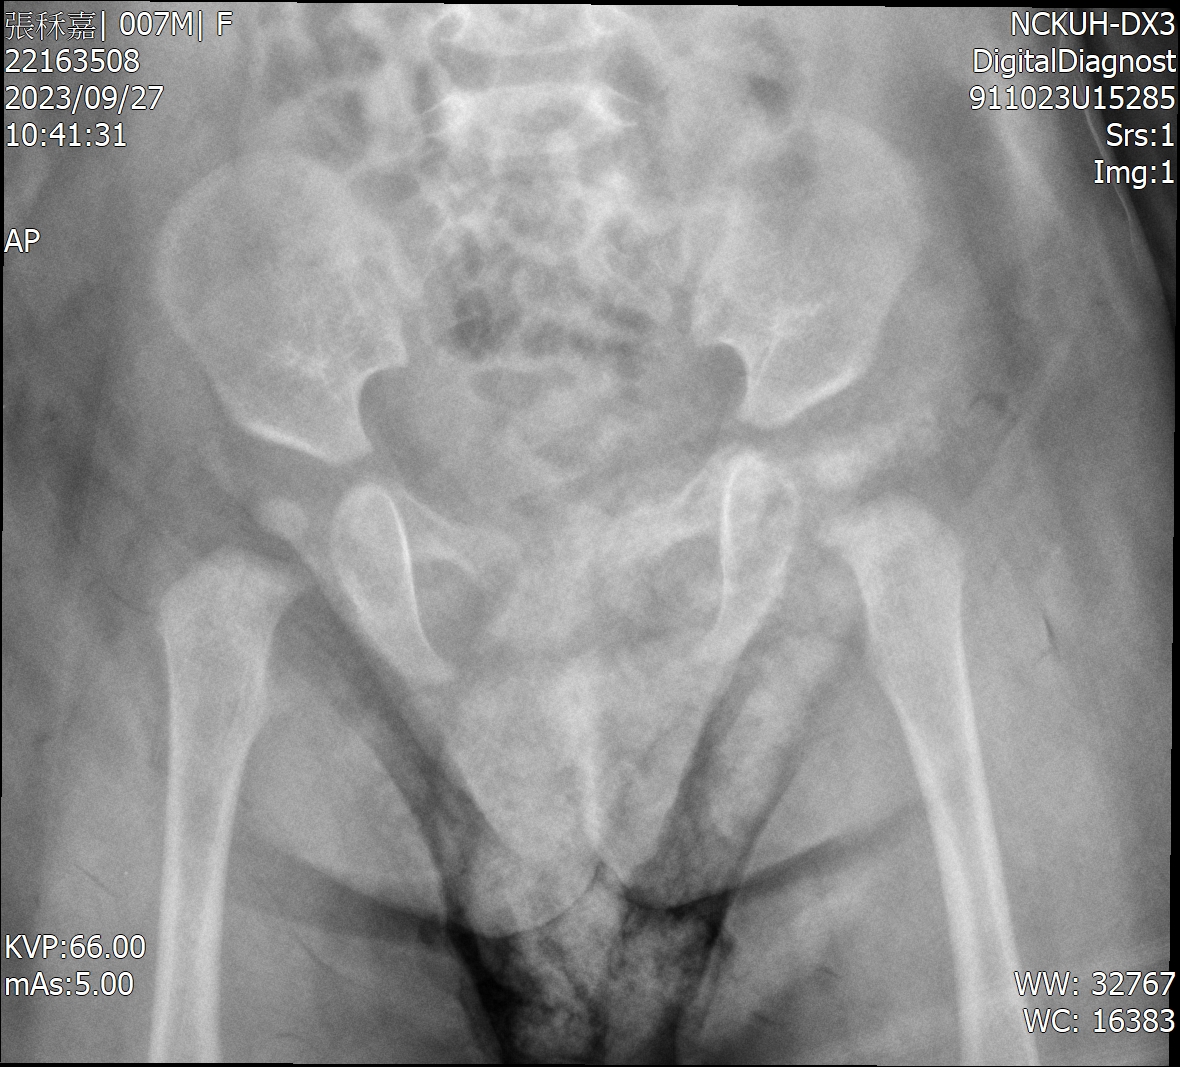 張秝嘉| 007M| F
22163508
2023/09/27
10:41:31
AP
NCKUH-DX3
DigitalDiagnost
911023U15285
Srs:1
Img:1
KVP:66.00
mAs:5.00
WW: 32767
WC: 16383